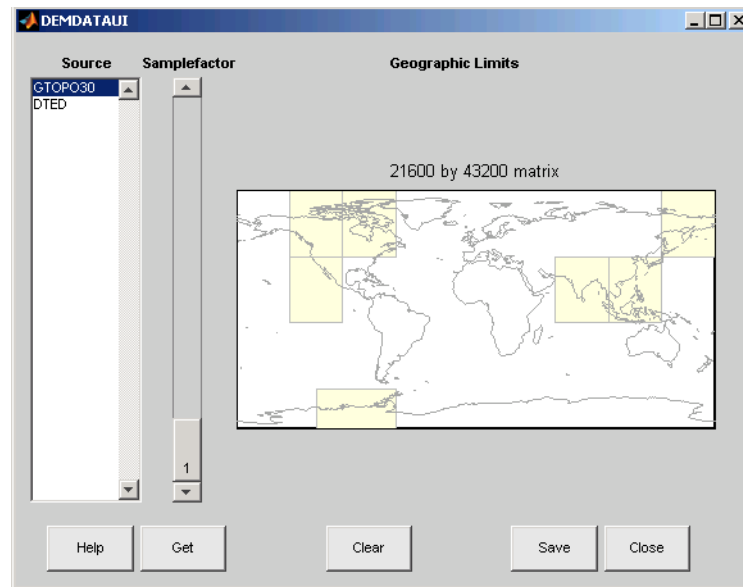 DEMDATAUI
Source Samplefactor Geographic Limits
GTOPO30
DTED
21600 by 43200 matrix
1
Help Get Clear Save Close